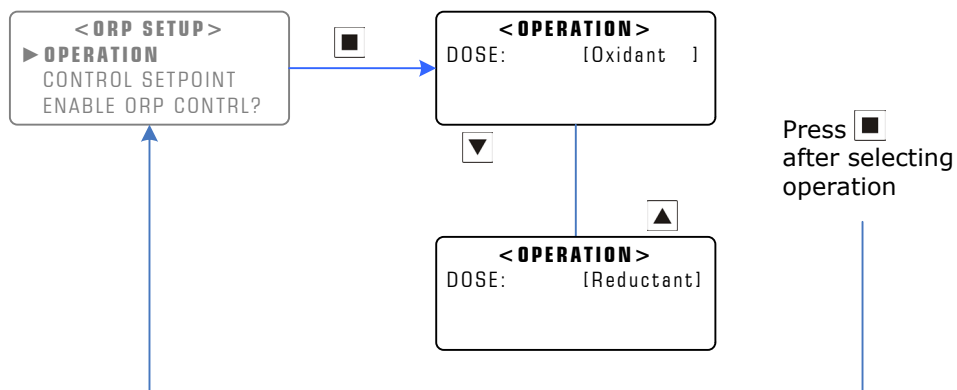 <ORP SETUP>
►OPERATION
CONTROL SETPOINT
ENABLE ORP CONTRL?
■
<OPERATION>
DOSE: [Oxidant ]
▼
▲
<OPERATION>
DOSE: [Reductant]
Press ■
after selecting
operation